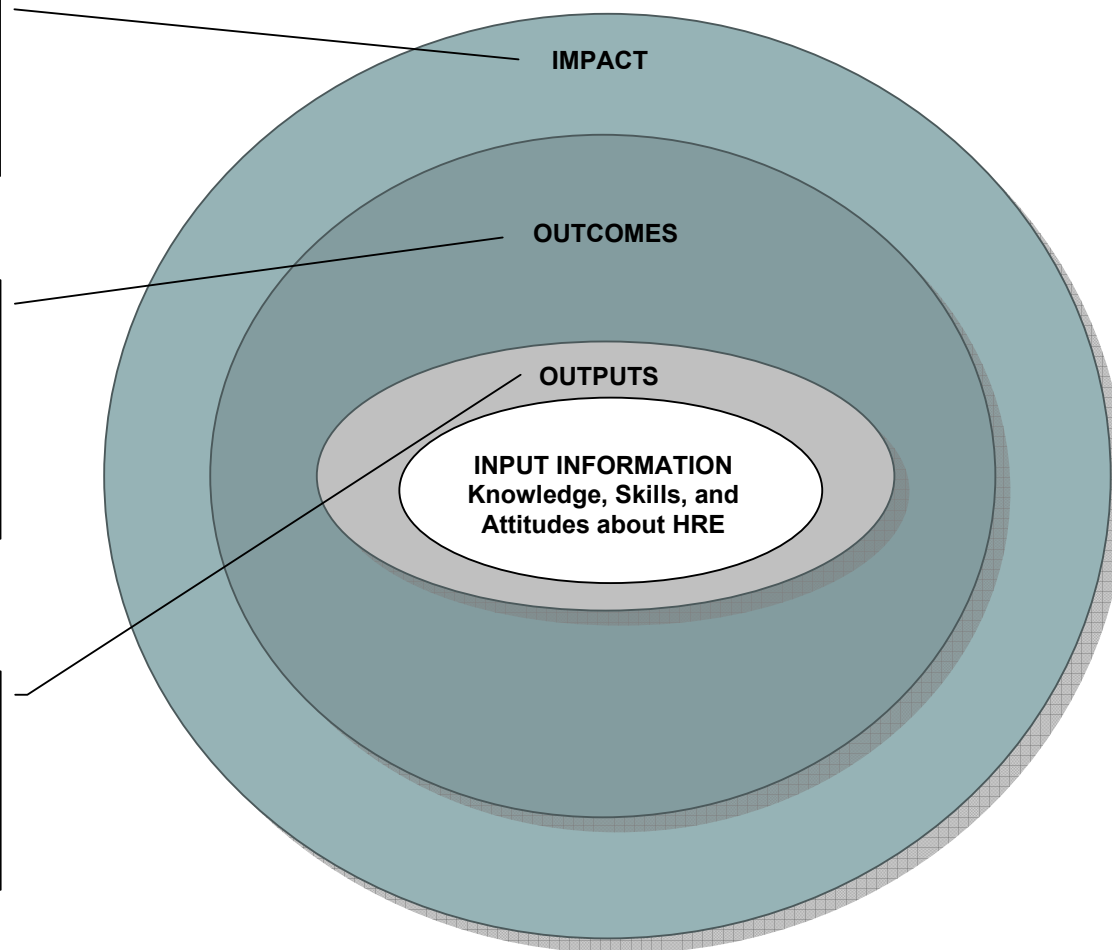 IMPACT
OUTCOMES
OUTPUTS
INPUT INFORMATION
Knowledge, Skills, and
Attitudes about HRE